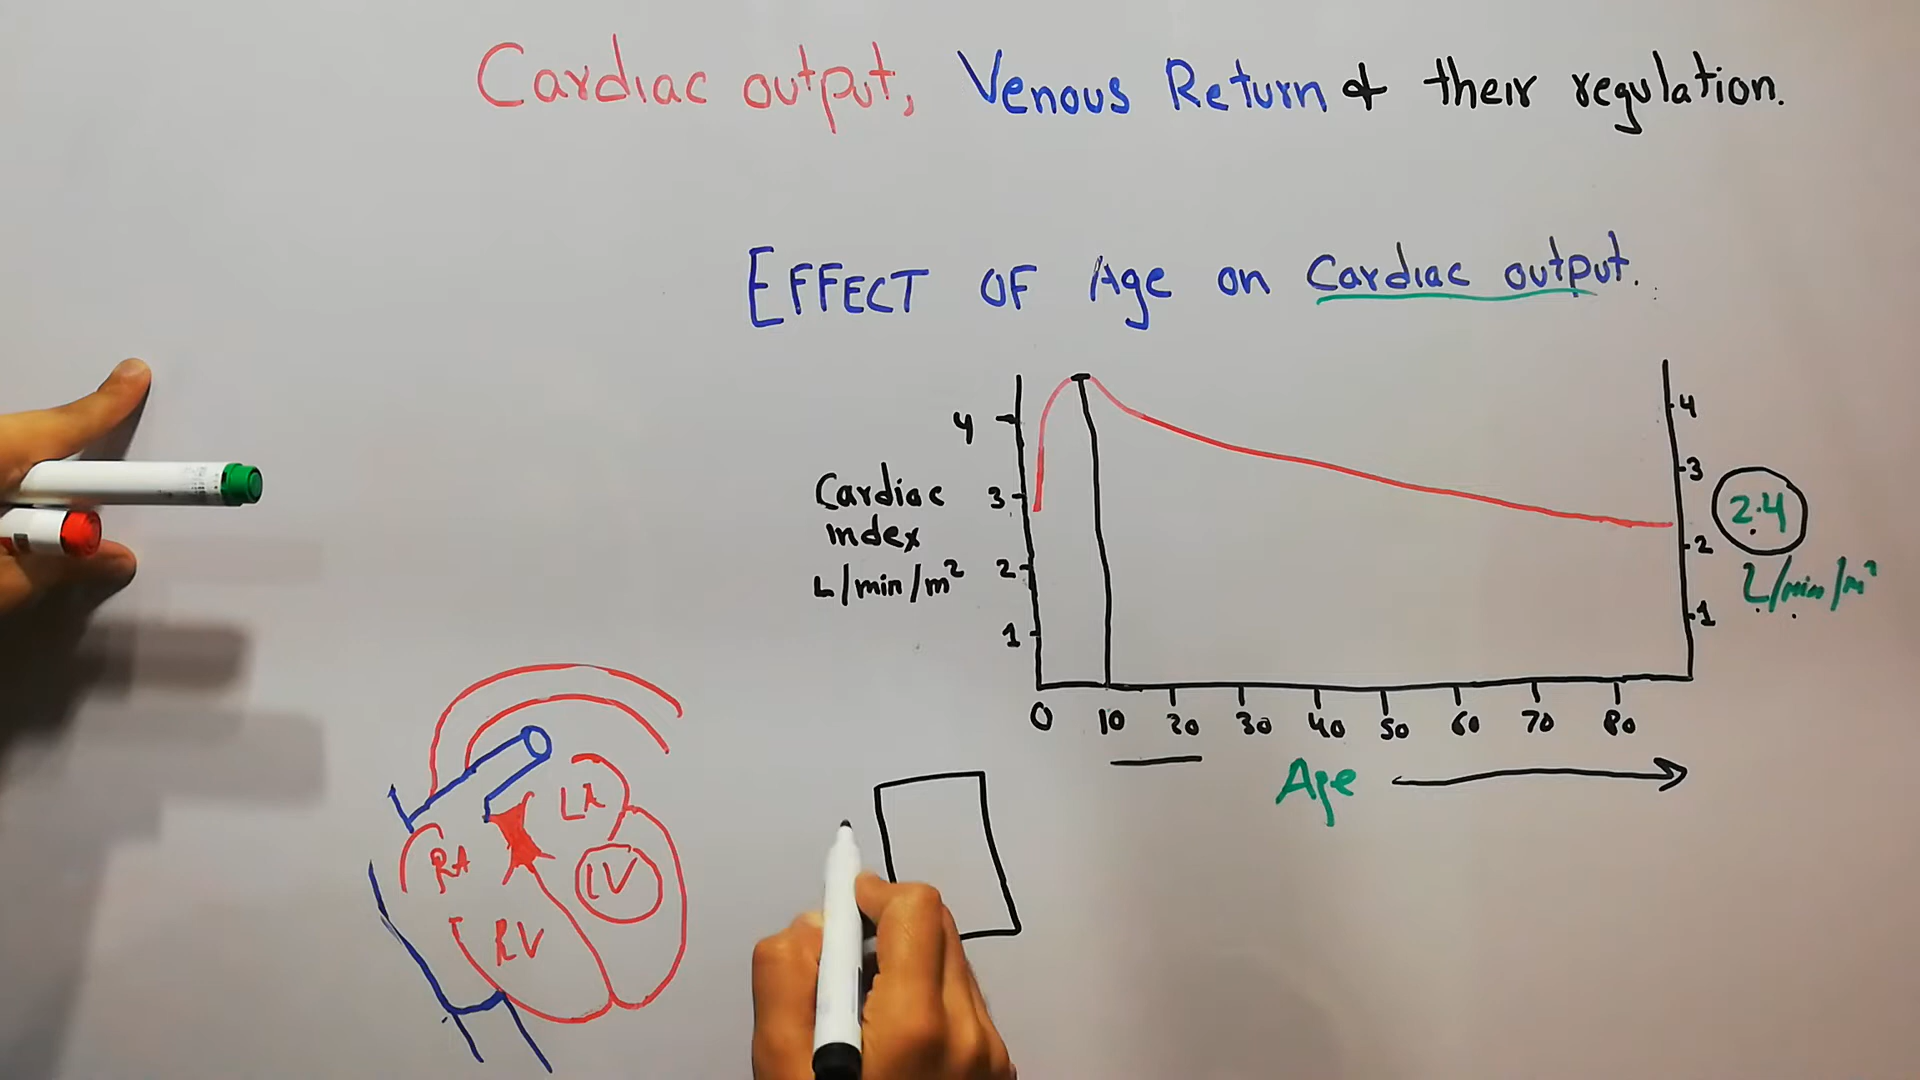 Cardiac output, Venous Return & their regulation.
EFFECT OF Age on Cardiac output.
4
3
2
1
Cardiac
index
L/min/m²
4
3
2
1
2.4
L/min/m²
0 10 20 30 40 50 60 70 80
Age
LA
RA
LV
RV